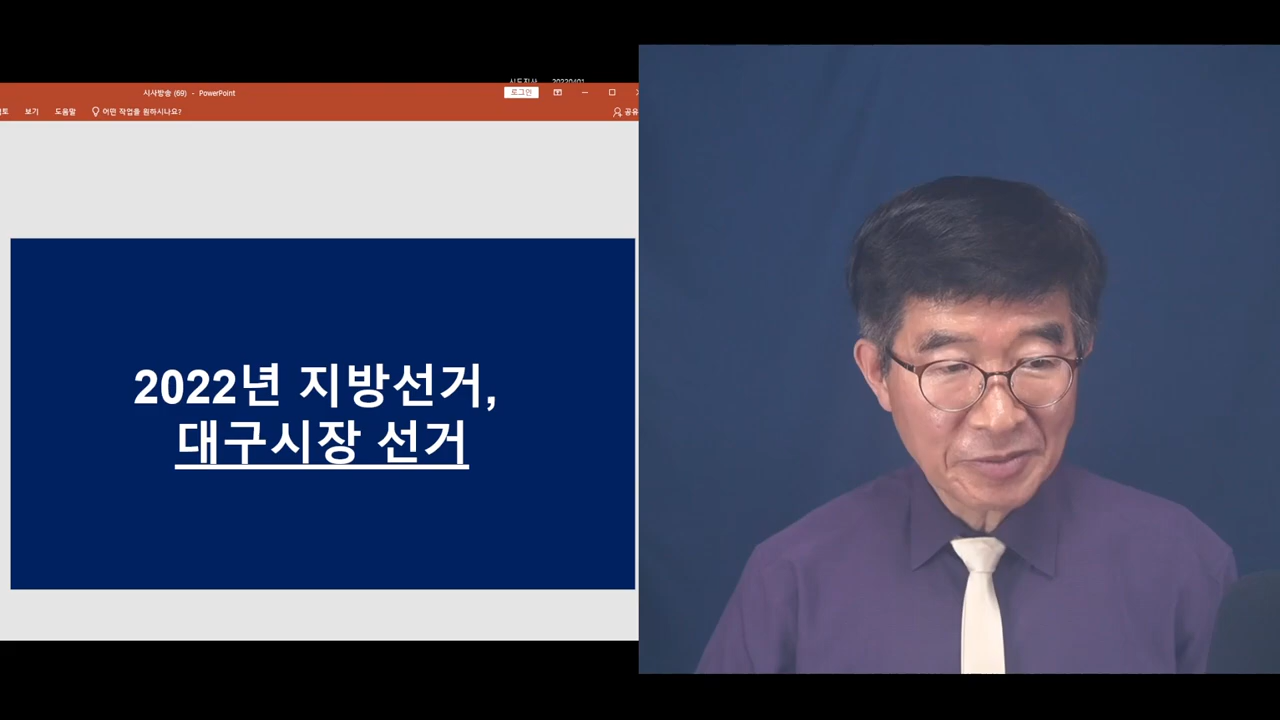 시사방송 (69) - PowerPoint
로그인
보기 도움말 어떤 작업을 원하시나요?
공유
2022년 지방선거,
대구시장 선거